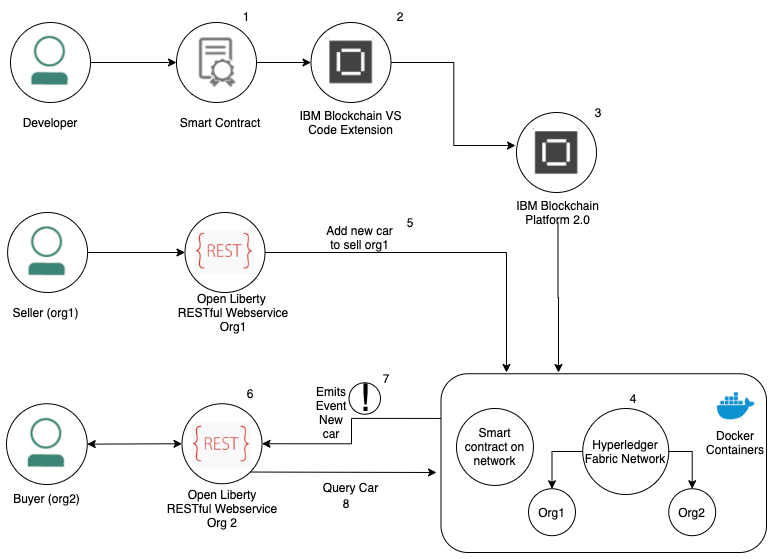 1
2
Developer
Smart Contract
IBM Blockchain VS
Code Extension
3
IBM Blockchain
Platform 2.0
{REST}
Seller (org1)
Open Liberty
RESTful Webservice
Org1
Add new car
to sell org1
5
6
{REST}
Buyer (org2)
Open Liberty
RESTful Webservice
Org 2
Emits
Event
New
car
!
7
Query Car
8
Smart
contract on
network
4
Hyperledger
Fabric Network
Org1
Org2
Docker
Containers